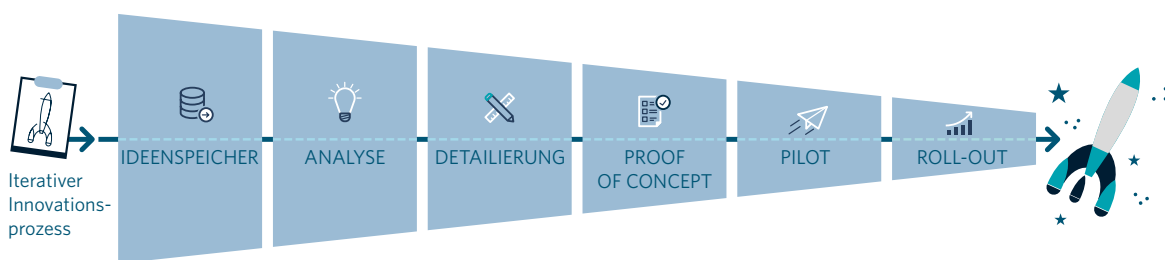 IDEENSPEICHER
ANALYSE
DETAILIERUNG
PROOF
OF CONCEPT
PILOT
ROLL-OUT
Iterativer
Innovations-
prozess